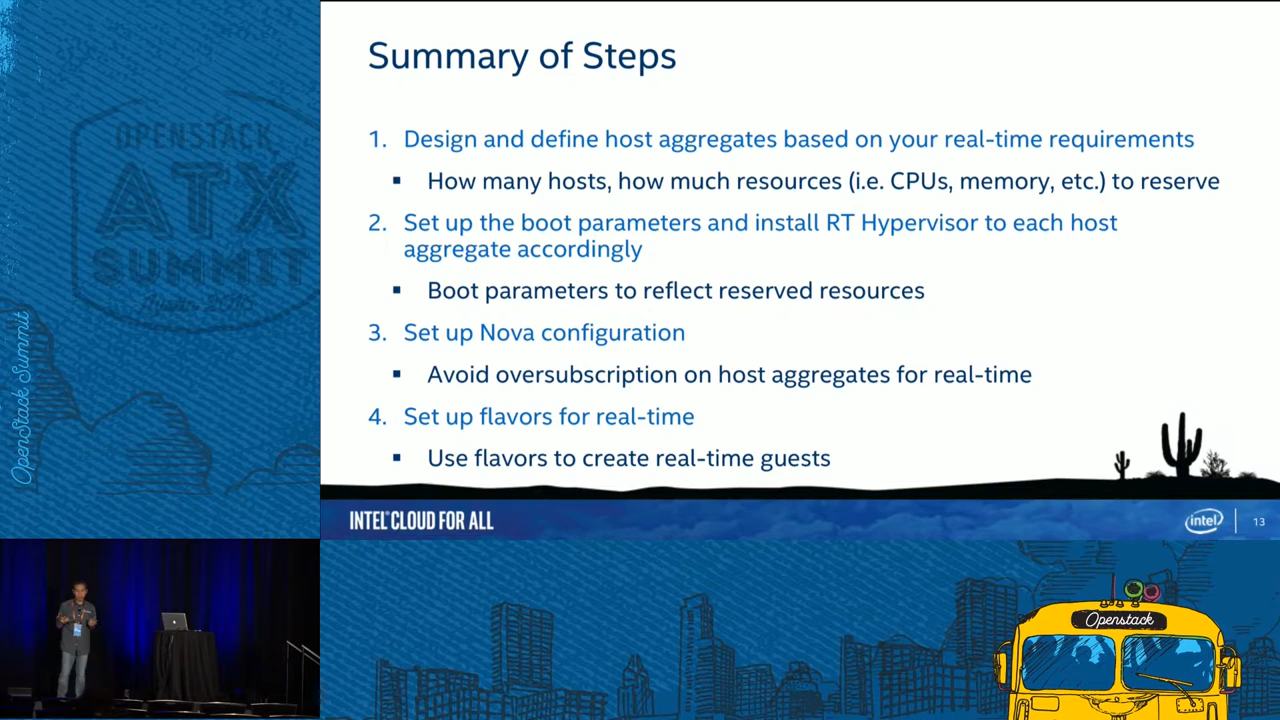 Summary of Steps
1. Design and define host aggregates based on your real-time requirements
▪ How many hosts, how much resources (i.e. CPUs, memory, etc.) to reserve
2. Set up the boot parameters and install RT Hypervisor to each host
aggregate accordingly
▪ Boot parameters to reflect reserved resources
3. Set up Nova configuration
▪ Avoid oversubscription on host aggregates for real-time
4. Set up flavors for real-time
▪ Use flavors to create real-time guests
INTEL® CLOUD FOR ALL
intel
13
OPENSTACK
ATX
SUMMIT
OpenStack Summit
Openstack